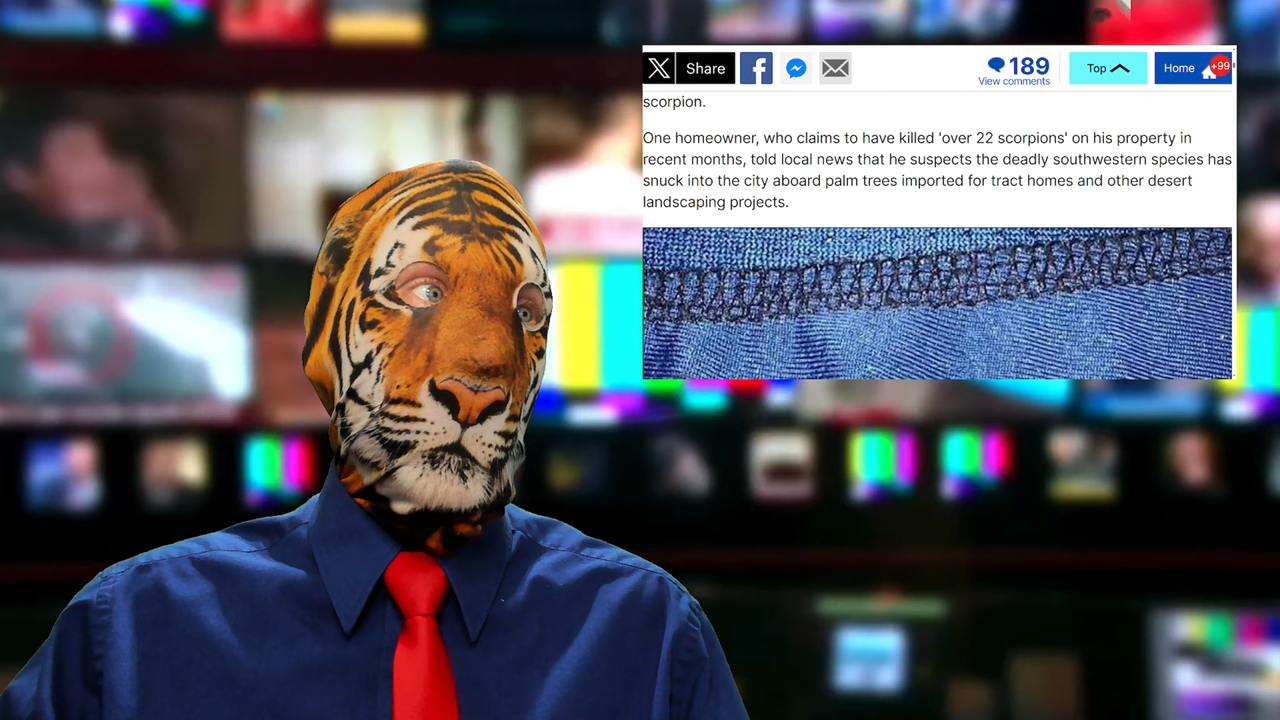 Share
189
View comments
Top
Home
+99
scorpion.
One homeowner, who claims to have killed 'over 22 scorpions' on his property in
recent months, told local news that he suspects the deadly southwestern species has
snuck into the city aboard palm trees imported for tract homes and other desert
landscaping projects.